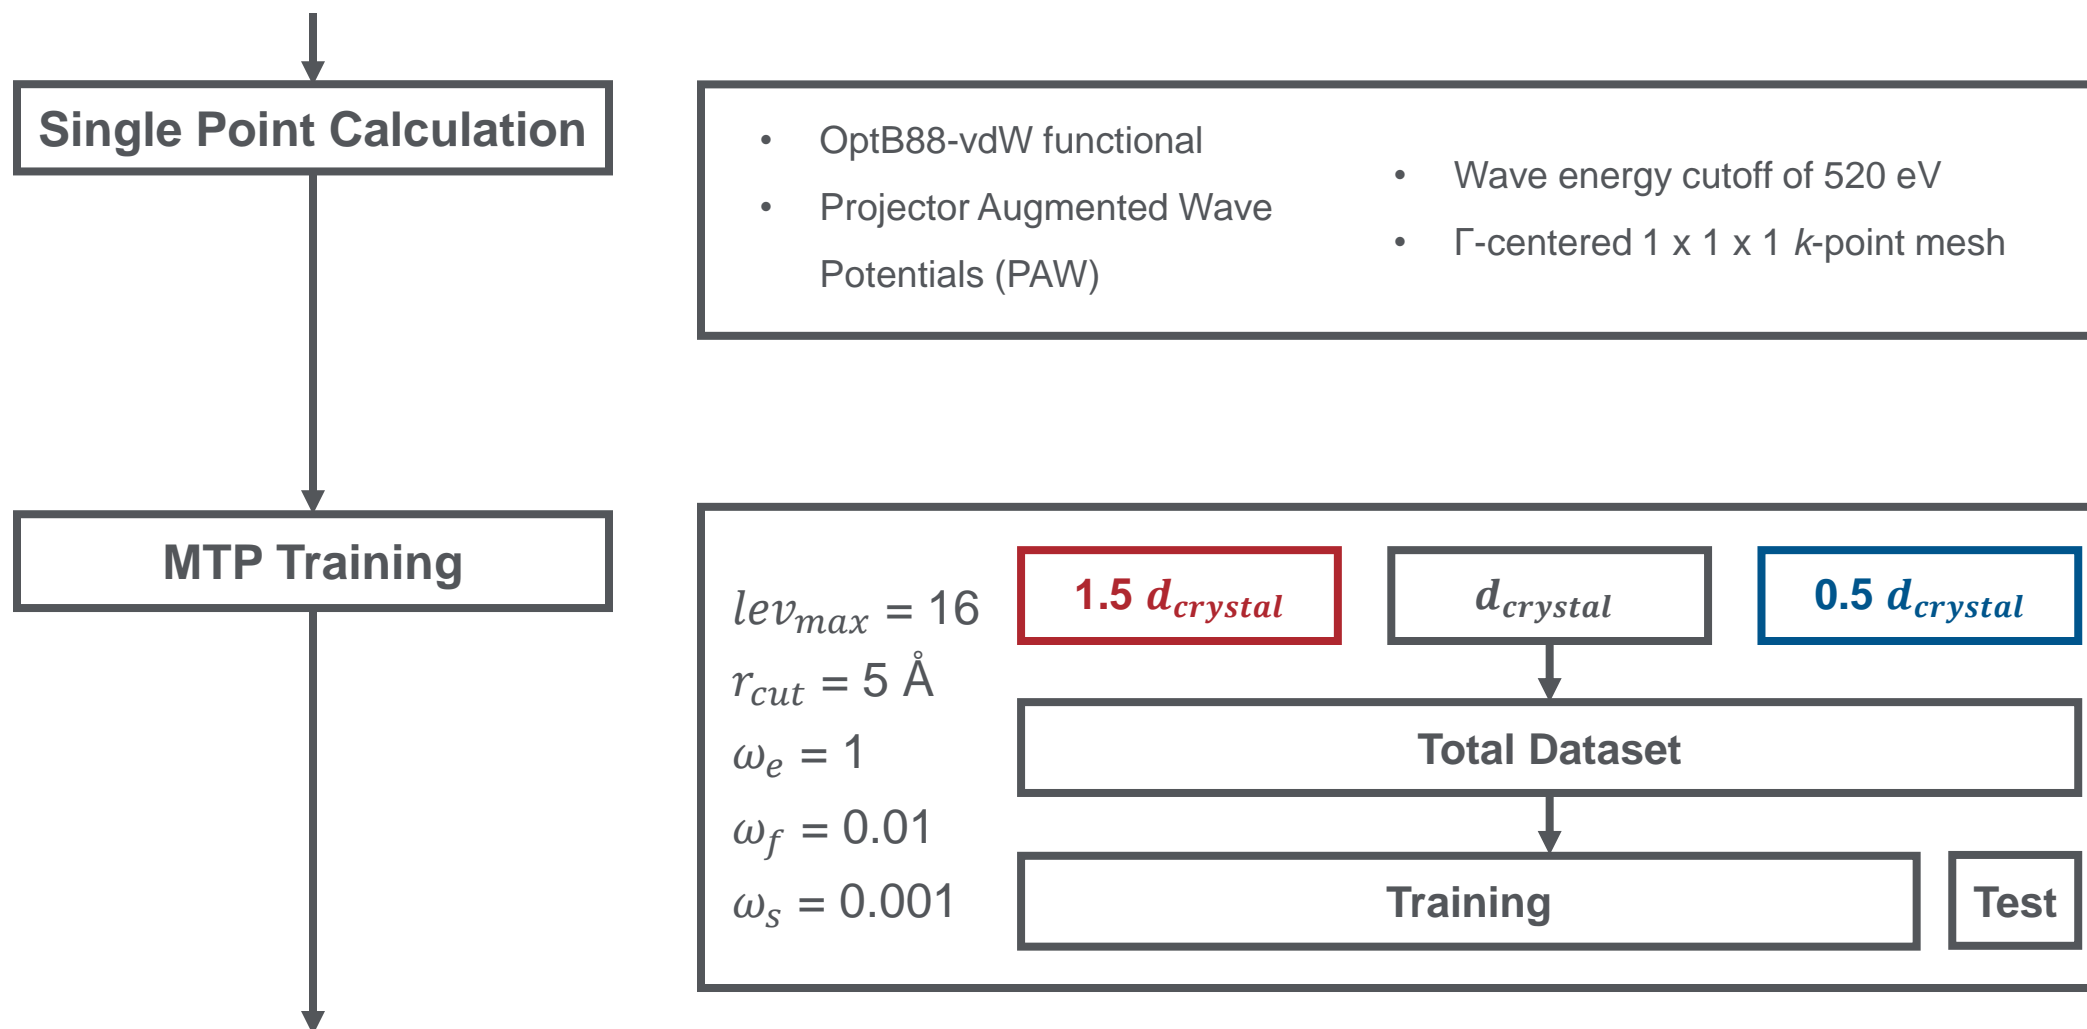 Single Point Calculation
• OptB88-vdW functional
• Projector Augmented Wave
Potentials (PAW)
• Wave energy cutoff of 520 eV
• Γ-centered 1 x 1 x 1 k-point mesh
MTP Training
lev_max = 16
r_cut = 5 Å
ω_e = 1
ω_f = 0.01
ω_s = 0.001
1.5 d_crystal
d_crystal
0.5 d_crystal
Total Dataset
Training
Test